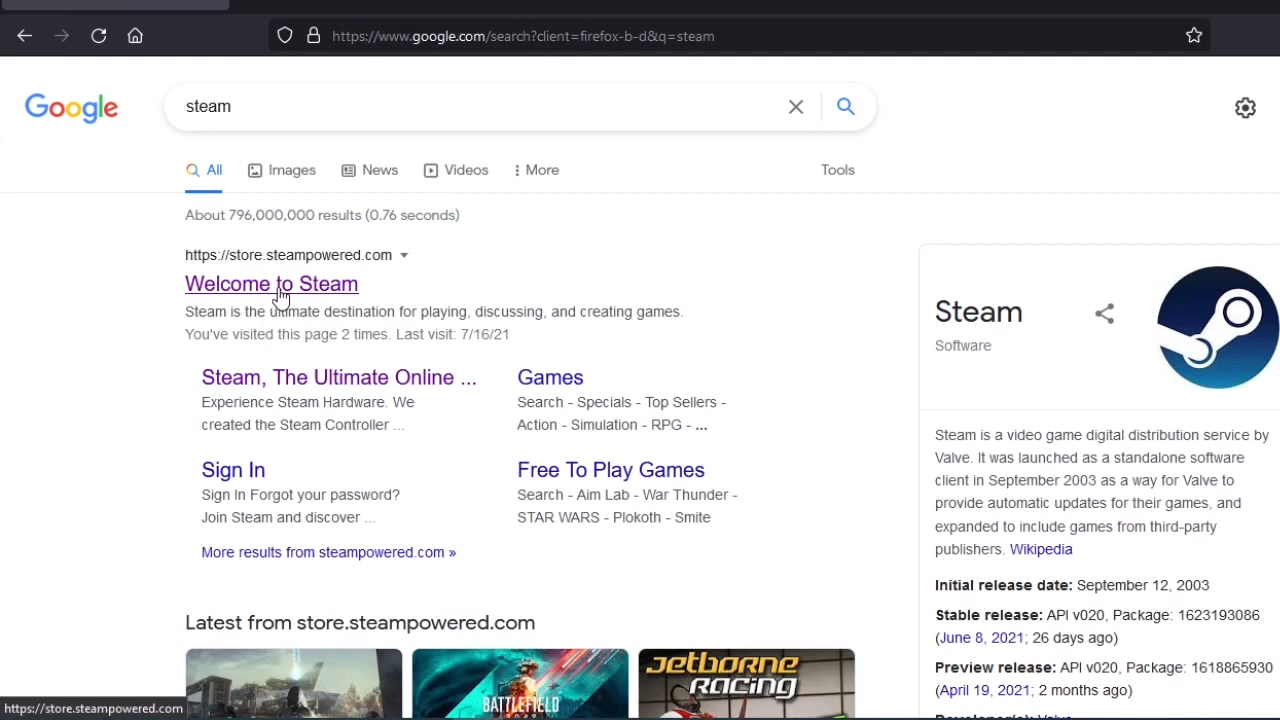 https://www.google.com/search?client=firefox-b-d&q=steam
Google
steam
All
Images
News
Videos
More
Tools
About 796,000,000 results (0.76 seconds)
https://store.steampowered.com
Welcome to Steam
Steam is the ultimate destination for playing, discussing, and creating games.
You've visited this page 2 times. Last visit: 7/16/21
Steam, The Ultimate Online ...
Experience Steam Hardware. We
created the Steam Controller ...
Games
Search - Specials - Top Sellers -
Action - Simulation - RPG - ...
Sign In
Sign in Forgot your password?
Join Steam and discover ...
Free To Play Games
Search - Aim Lab - War Thunder -
STAR WARS - Plokoth - Smite
More results from steampowered.com »
Latest from store.steampowered.com
BATTLEFIELD
JETBORNE
RACING
Steam
Software
Steam is a video game digital distribution service by
Valve. It was launched as a standalone software
client in September 2003 as a way for Valve to
provide automatic updates for their games, and
expanded to include games from third-party
publishers. Wikipedia
Initial release date: September 12, 2003
Stable release: API v020, Package: 1623193086
(June 8, 2021; 26 days ago)
Preview release: API v020, Package: 1618865930
(April 19, 2021; 2 months ago)
Developer(s): Valve
https://store.steampowered.com